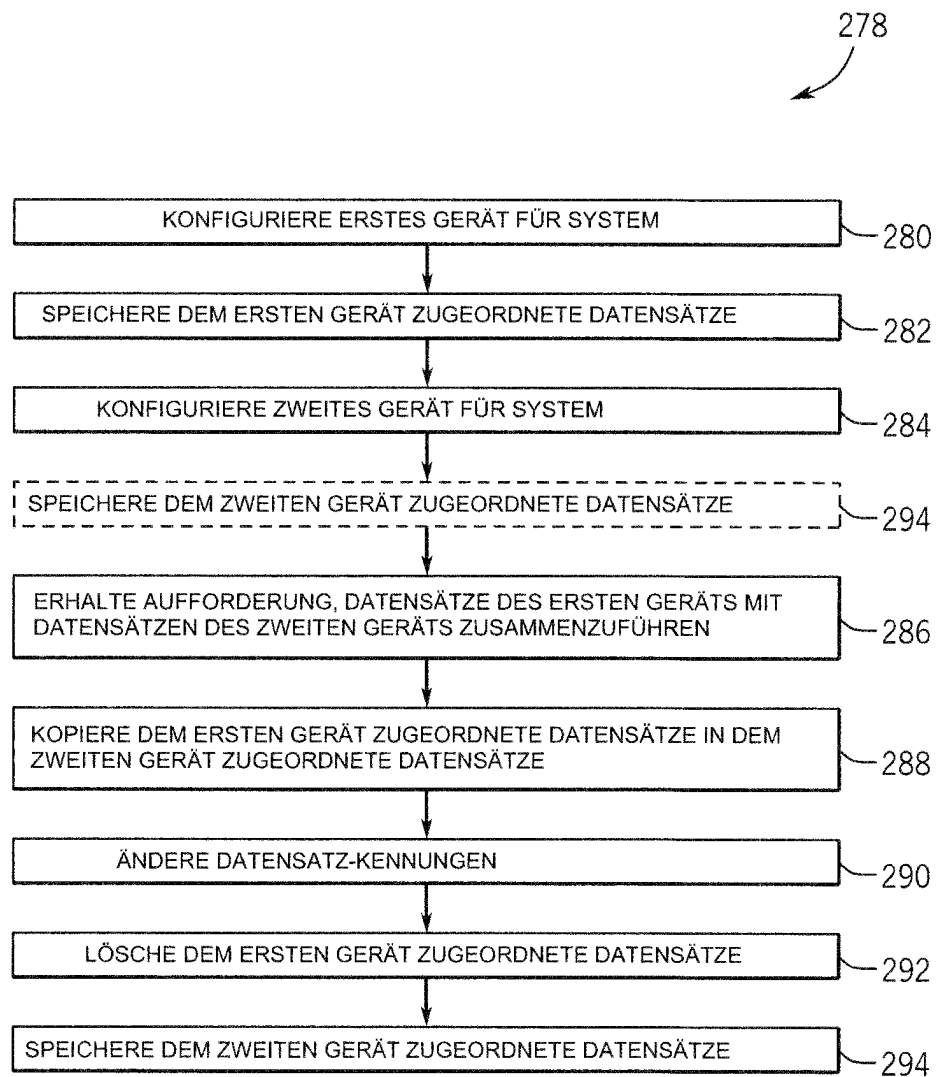 278
KONFIGURIERE ERSTES GERÄT FÜR SYSTEM
280
SPEICHERE DEM ERSTEN GERÄT ZUGEORDNETE DATENSÄTZE
282
KONFIGURIERE ZWEITES GERÄT FÜR SYSTEM
284
SPEICHERE DEM ZWEITEN GERÄT ZUGEORDNETE DATENSÄTZE
294
ERHALTE AUFFORDERUNG, DATENSÄTZE DES ERSTEN GERÄTS MIT
DATENSÄTZEN DES ZWEITEN GERÄTS ZUSAMMENZUFÜHREN
286
KOPIERE DEM ERSTEN GERÄT ZUGEORDNETE DATENSÄTZE IN DEM
ZWEITEN GERÄT ZUGEORDNETE DATENSÄTZE
288
ÄNDERE DATENSATZ-KENNUNGEN
290
LÖSCHE DEM ERSTEN GERÄT ZUGEORDNETE DATENSÄTZE
292
SPEICHERE DEM ZWEITEN GERÄT ZUGEORDNETE DATENSÄTZE
294